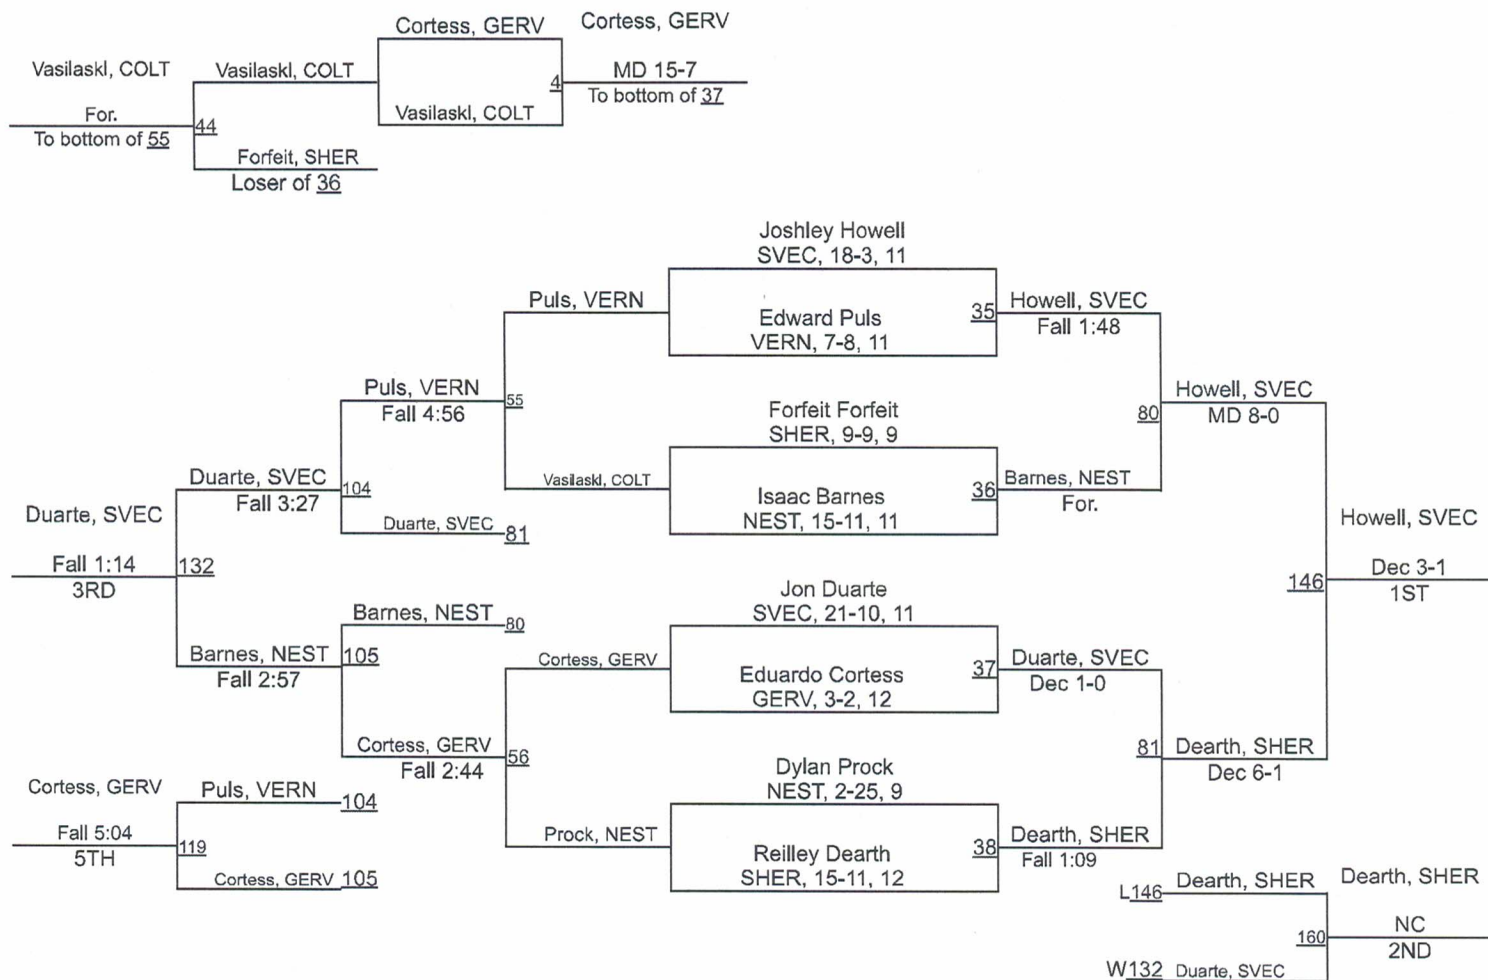 Cortess, GERV
Cortess, GERV
Vasilaskl, COLT
Vasilaskl, COLT
4
MD 15-7
To bottom of 37
Vasilaskl, COLT
For.
To bottom of 55
44
Forfeit, SHER
Loser of 36
Joshley Howell
SVEC, 18-3, 11
Puls, VERN
Edward Puls
VERN, 7-8, 11
35
Howell, SVEC
Fall 1:48
Puls, VERN
Fall 4:56
55
Forfeit Forfeit
SHER, 9-9, 9
80
Howell, SVEC
MD 8-0
Duarte, SVEC
Fall 3:27
104
Vasilaskl, COLT
Isaac Barnes
NEST, 15-11, 11
36
Barnes, NEST
For.
Duarte, SVEC
81
Duarte, SVEC
Fall 1:14
3RD
132
Howell, SVEC
Dec 3-1
1ST
146
Jon Duarte
SVEC, 21-10, 11
Barnes, NEST
80
Barnes, NEST
Fall 2:57
105
Cortess, GERV
Eduardo Cortess
GERV, 3-2, 12
37
Duarte, SVEC
Dec 1-0
Cortess, GERV
Fall 2:44
56
81
Dearth, SHER
Dec 6-1
Dylan Prock
NEST, 2-25, 9
Cortess, GERV
Puls, VERN
104
Fall 5:04
5TH
119
Cortess, GERV
105
Prock, NEST
Reilley Dearth
SHER, 15-11, 12
38
Dearth, SHER
Fall 1:09
L146
Dearth, SHER
Dearth, SHER
160
NC
2ND
W132
Duarte, SVEC